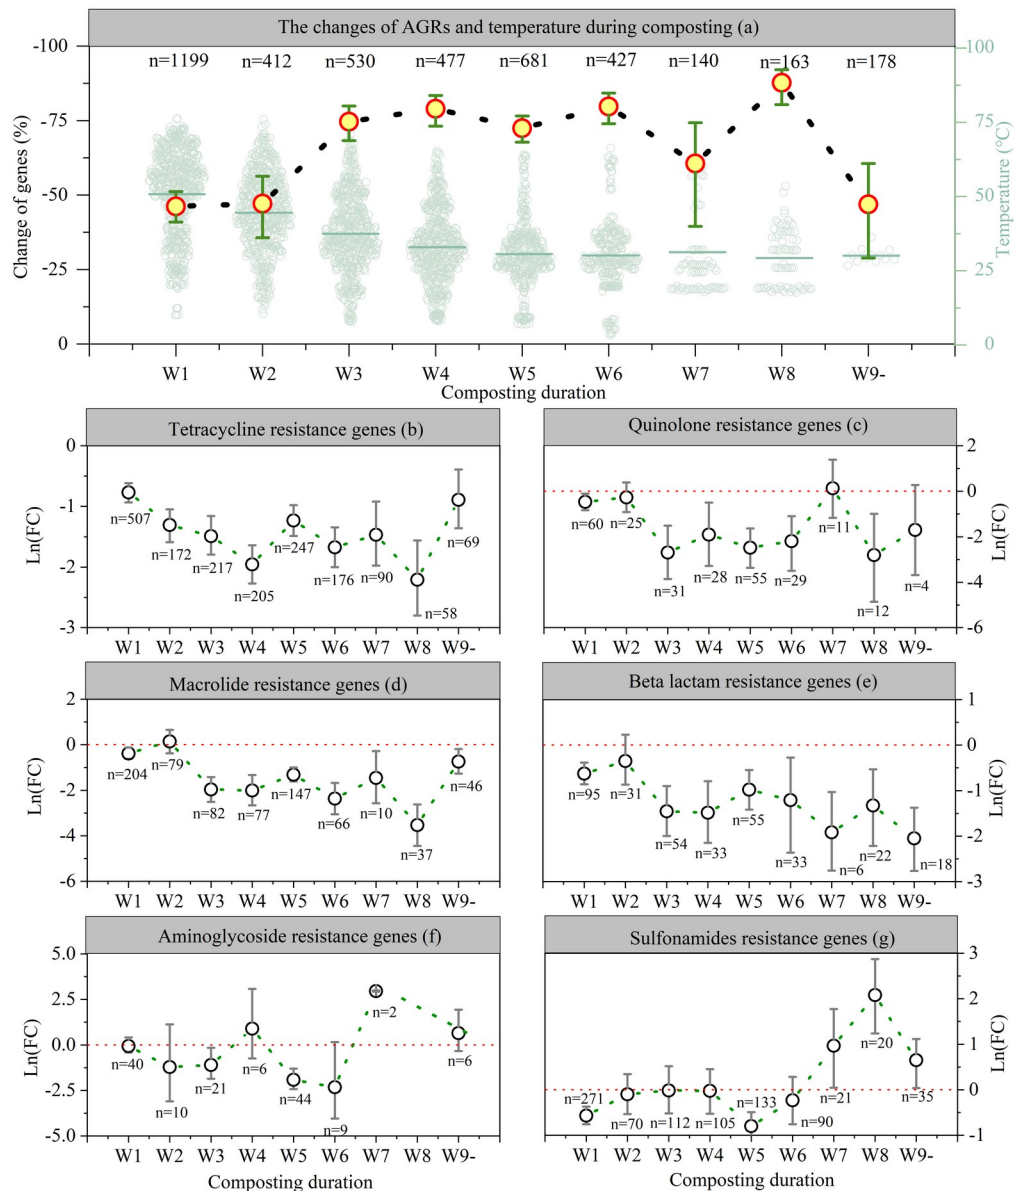 The changes of AGRs and temperature during composting (a)
-100
-75
-50
-25
0
Change of genes (%)
n=1199
n=412
n=530
n=477
n=681
n=427
n=140
n=163
n=178
100
75
50
25
0
Temperature (℃)
W1 W2 W3 W4 W5 W6 W7 W8 W9-
Composting duration
Tetracycline resistance genes (b)
0
-1
-2
-3
Ln(FC)
n=507
n=172
n=217
n=205
n=247
n=176
n=90
n=58
n=69
W1 W2 W3 W4 W5 W6 W7 W8 W9-
Quinolone resistance genes (c)
2
0
-2
-4
-6
Ln(FC)
n=60
n=25
n=31
n=28
n=55
n=29
n=11
n=12
n=4
W1 W2 W3 W4 W5 W6 W7 W8 W9-
Macrolide resistance genes (d)
2
0
-2
-4
-6
Ln(FC)
n=204
n=79
n=82
n=77
n=147
n=66
n=10
n=37
n=46
W1 W2 W3 W4 W5 W6 W7 W8 W9-
Beta lactam resistance genes (e)
1
0
-1
-2
-3
Ln(FC)
n=95
n=31
n=54
n=33
n=55
n=33
n=6
n=22
n=18
W1 W2 W3 W4 W5 W6 W7 W8 W9-
Aminoglycoside resistance genes (f)
5.0
2.5
0.0
-2.5
-5.0
Ln(FC)
n=40
n=10
n=21
n=6
n=44
n=9
n=2
n=6
W1 W2 W3 W4 W5 W6 W7 W8 W9-
Composting duration
Sulfonamides resistance genes (g)
3
2
1
0
-1
Ln(FC)
n=271
n=70
n=112
n=105
n=133
n=90
n=21
n=20
n=35
W1 W2 W3 W4 W5 W6 W7 W8 W9-
Composting duration